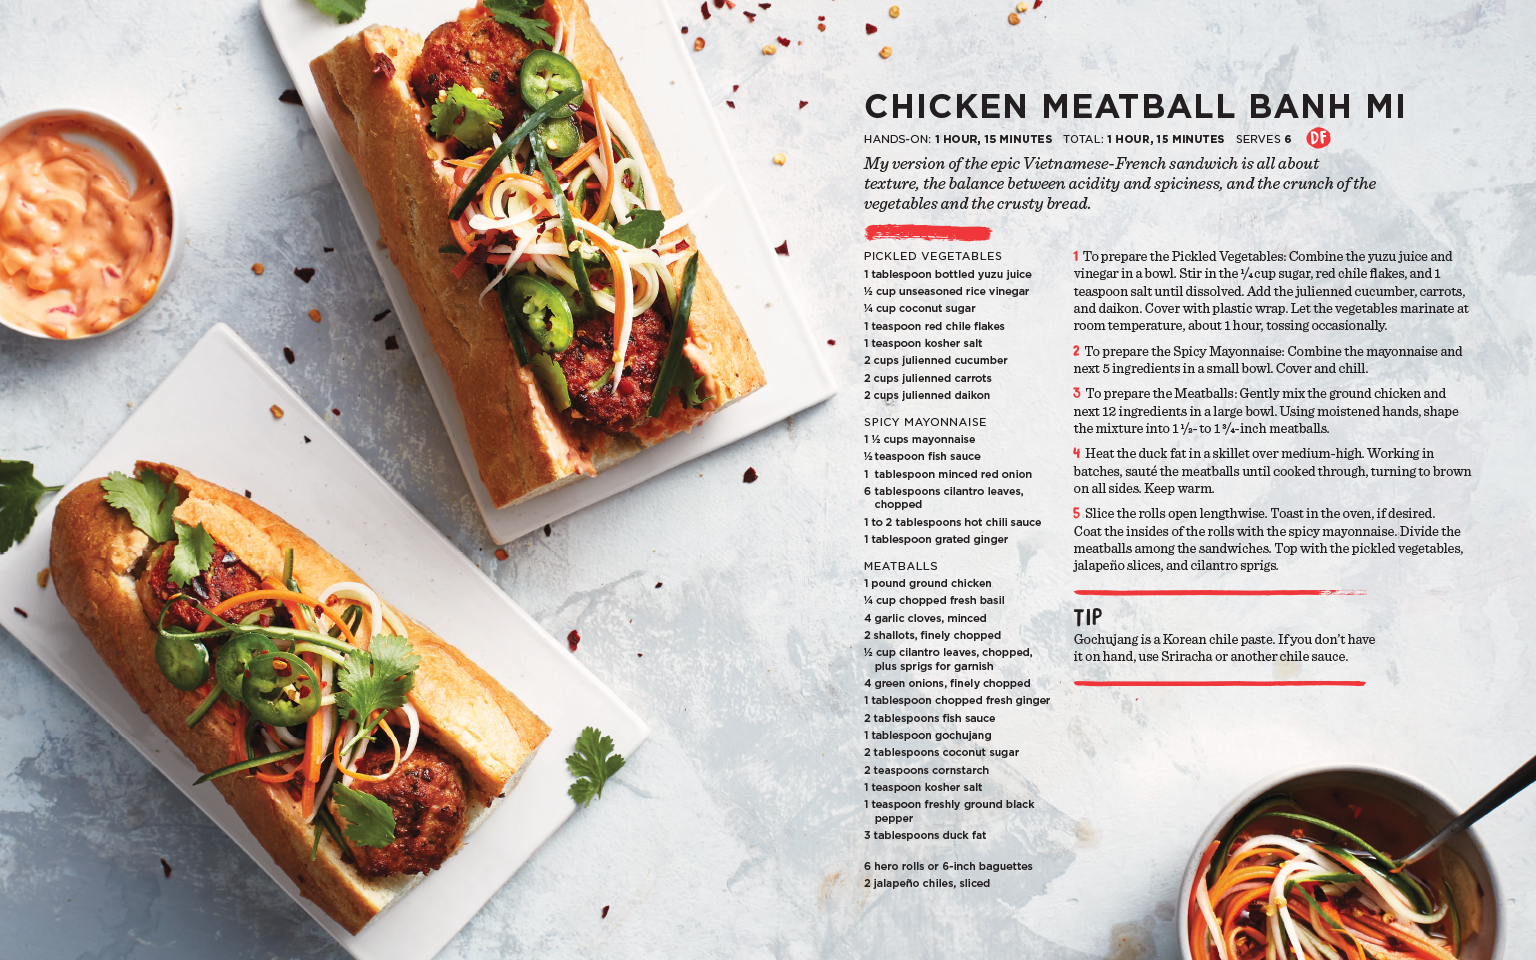 CHICKEN MEATBALL BANH MI
HANDS-ON: 1 HOUR, 15 MINUTES TOTAL: 1 HOUR, 15 MINUTES SERVES 6 DF
My version of the epic Vietnamese-French sandwich is all about
texture, the balance between acidity and spiciness, and the crunch of the
vegetables and the crusty bread.
PICKLED VEGETABLES
1 tablespoon bottled yuzu juice
½ cup unseasoned rice vinegar
¼ cup coconut sugar
1 teaspoon red chile flakes
1 teaspoon kosher salt
2 cups julienned cucumber
2 cups julienned carrots
2 cups julienned daikon
SPICY MAYONNAISE
1 ½ cups mayonnaise
½ teaspoon fish sauce
1 tablespoon minced red onion
6 tablespoons cilantro leaves,
chopped
1 to 2 tablespoons hot chili sauce
1 tablespoon grated ginger
MEATBALLS
1 pound ground chicken
¼ cup chopped fresh basil
4 garlic cloves, minced
2 shallots, finely chopped
½ cup cilantro leaves, chopped,
plus sprigs for garnish
4 green onions, finely chopped
1 tablespoon chopped fresh ginger
2 tablespoons fish sauce
1 tablespoon gochujang
2 tablespoons coconut sugar
2 teaspoons cornstarch
1 teaspoon kosher salt
1 teaspoon freshly ground black
pepper
3 tablespoons duck fat
6 hero rolls or 6-inch baguettes
2 jalapeño chiles, sliced
1 To prepare the Pickled Vegetables: Combine the yuzu juice and
vinegar in a bowl. Stir in the ¼ cup sugar, red chile flakes, and 1
teaspoon salt until dissolved. Add the julienned cucumber, carrots,
and daikon. Cover with plastic wrap. Let the vegetables marinate at
room temperature, about 1 hour, tossing occasionally.
2 To prepare the Spicy Mayonnaise: Combine the mayonnaise and
next 5 ingredients in a small bowl. Cover and chill.
3 To prepare the Meatballs: Gently mix the ground chicken and
next 12 ingredients in a large bowl. Using moistened hands, shape
the mixture into 1 ½- to 1 ¾-inch meatballs.
4 Heat the duck fat in a skillet over medium-high. Working in
batches, sauté the meatballs until cooked through, turning to brown
on all sides. Keep warm.
5 Slice the rolls open lengthwise. Toast in the oven, if desired.
Coat the insides of the rolls with the spicy mayonnaise. Divide the
meatballs among the sandwiches. Top with the pickled vegetables,
jalapeño slices, and cilantro sprigs.
TIP
Gochujang is a Korean chile paste. If you don't have
it on hand, use Sriracha or another chile sauce.